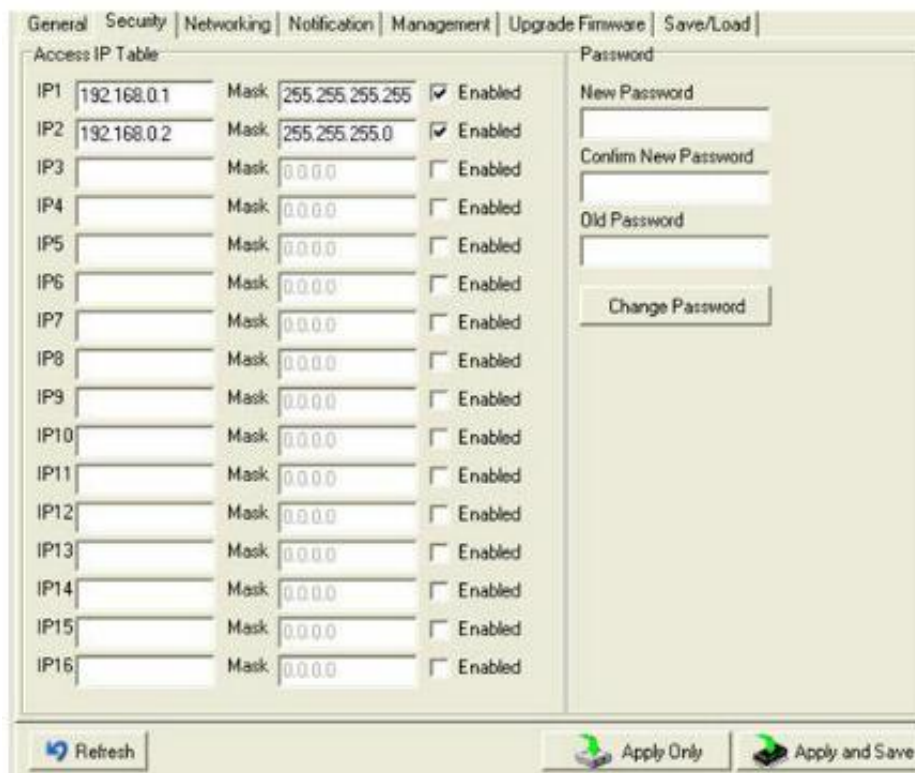 General Security Networking Notification Management Upgrade Firmware Save/Load
Access IP Table
IP1 192.168.0.1 Mask 255.255.255.255 Enabled
IP2 192.168.0.2 Mask 255.255.255.0 Enabled
IP3 Mask 0.0.0.0 Enabled
IP4 Mask 0.0.0.0 Enabled
IP5 Mask 0.0.0.0 Enabled
IP6 Mask 0.0.0.0 Enabled
IP7 Mask 0.0.0.0 Enabled
IP8 Mask 0.0.0.0 Enabled
IP9 Mask 0.0.0.0 Enabled
IP10 Mask 0.0.0.0 Enabled
IP11 Mask 0.0.0.0 Enabled
IP12 Mask 0.0.0.0 Enabled
IP13 Mask 0.0.0.0 Enabled
IP14 Mask 0.0.0.0 Enabled
IP15 Mask 0.0.0.0 Enabled
IP16 Mask 0.0.0.0 Enabled
Password
New Password
Confirm New Password
Old Password
Change Password
Refresh Apply Only Apply and Save